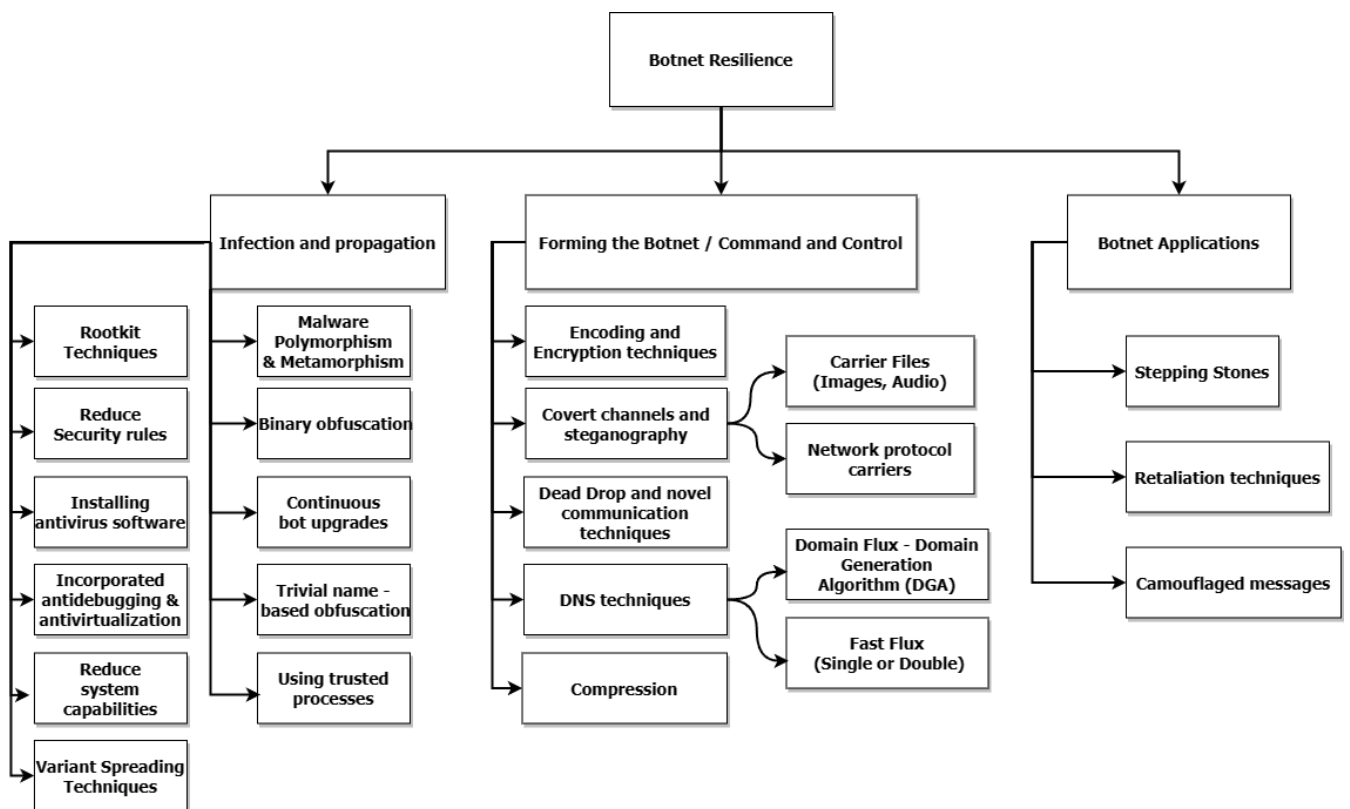 Botnet Resilience
Infection and propagation
Forming the Botnet / Command and Control
Botnet Applications
Rootkit
Techniques
Reduce
Security rules
Installing
antivirus software
Incorporated
antidebugging &
antivirtualization
Reduce
system
capabilities
Variant Spreading
Techniques
Malware
Polymorphism
& Metamorphism
Binary obfuscation
Continuous
bot upgrades
Trivial name -
based obfuscation
Using trusted
processes
Encoding and
Encryption techniques
Covert channels and
steganography
Dead Drop and novel
communication
techniques
DNS techniques
Compression
Carrier Files
(Images, Audio)
Network protocol
carriers
Domain Flux - Domain
Generation
Algorithm (DGA)
Fast Flux
(Single or Double)
Stepping Stones
Retaliation techniques
Camouflaged messages